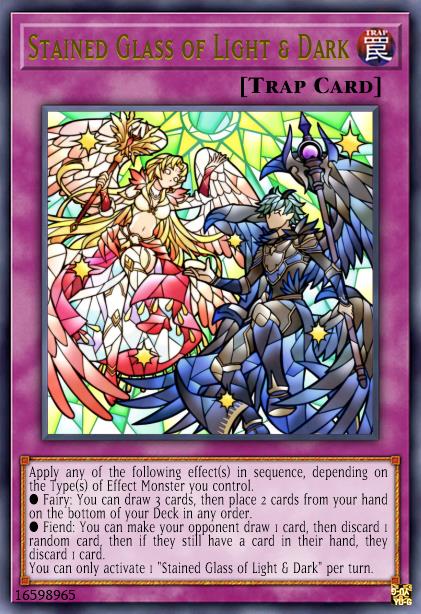 Stained Glass of Light & Dark
TRAP
罠
[Trap Card]
Apply any of the following effect(s) in sequence, depending on
the Type(s) of Effect Monster you control.
● Fairy: You can draw 3 cards, then place 2 cards from your hand
on the bottom of your Deck in any order.
● Fiend: You can make your opponent draw 1 card, then discard 1
random card, then if they still have a card in their hand, they
discard 1 card.
You can only activate 1 "Stained Glass of Light & Dark" per turn.
16598965